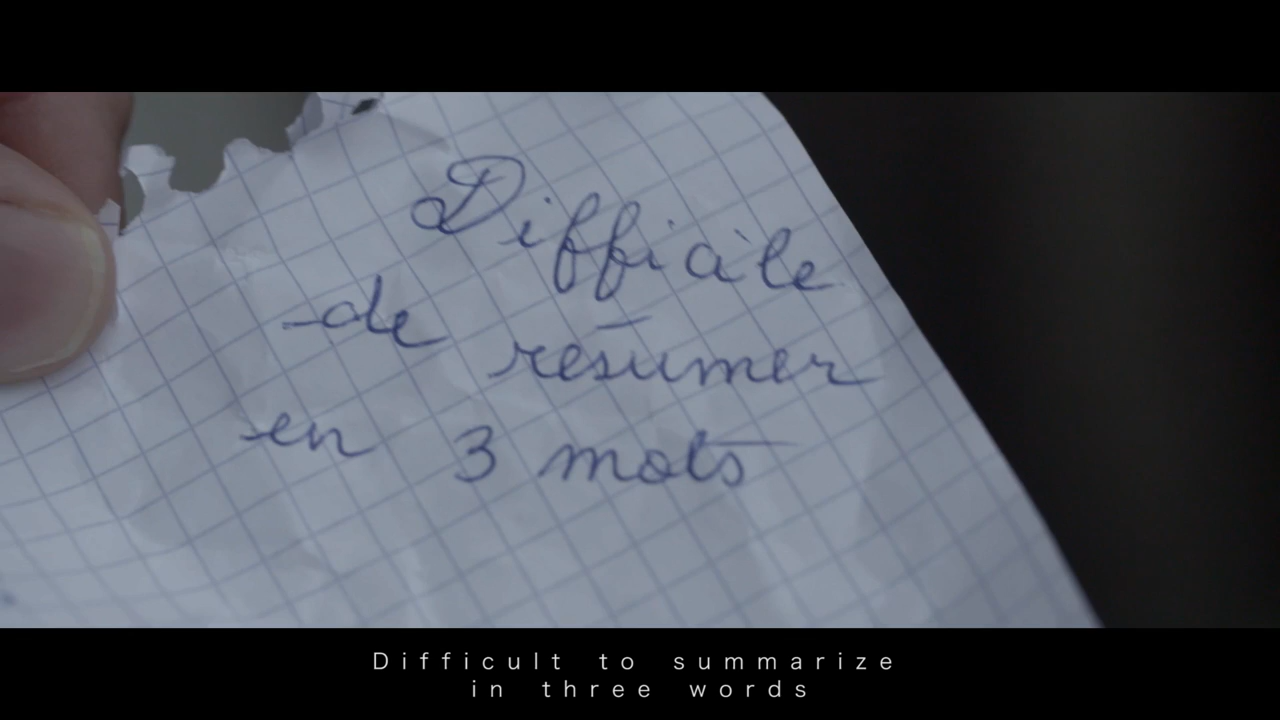 Difficile
de résumer
en 3 mots
Difficult to summarize
in three words